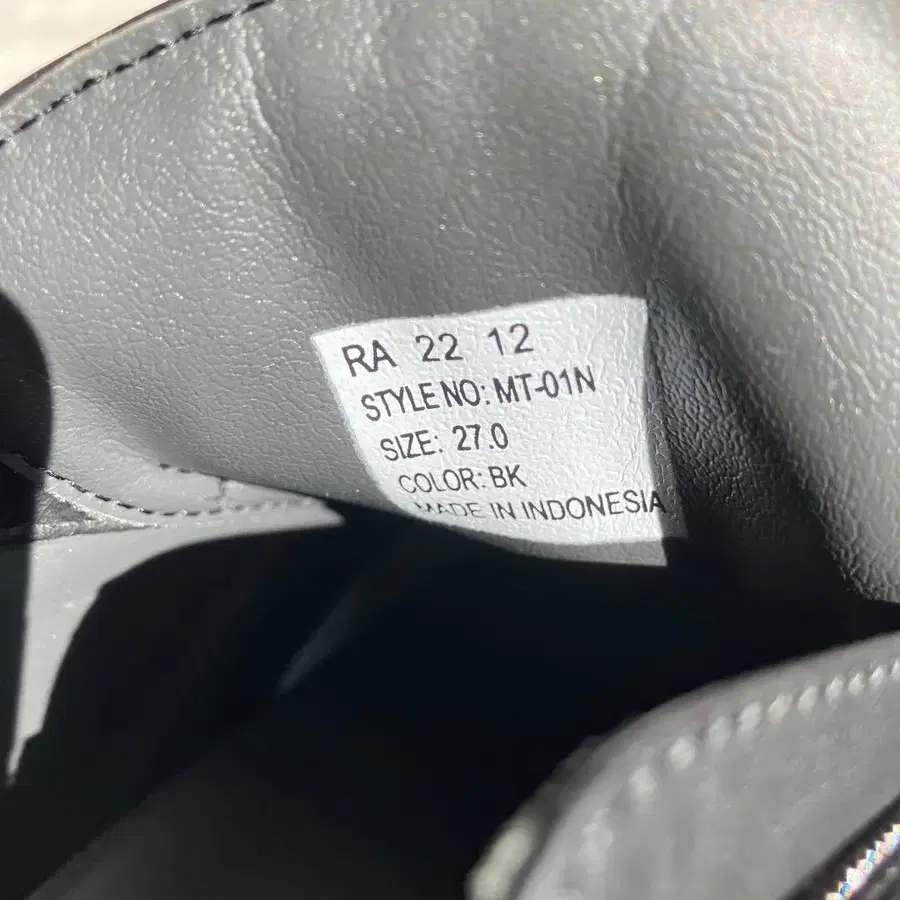 RA 22 12
STYLE NO: MT-01N
SIZE: 27.0
COLOR: BK
MADE IN INDONESIA